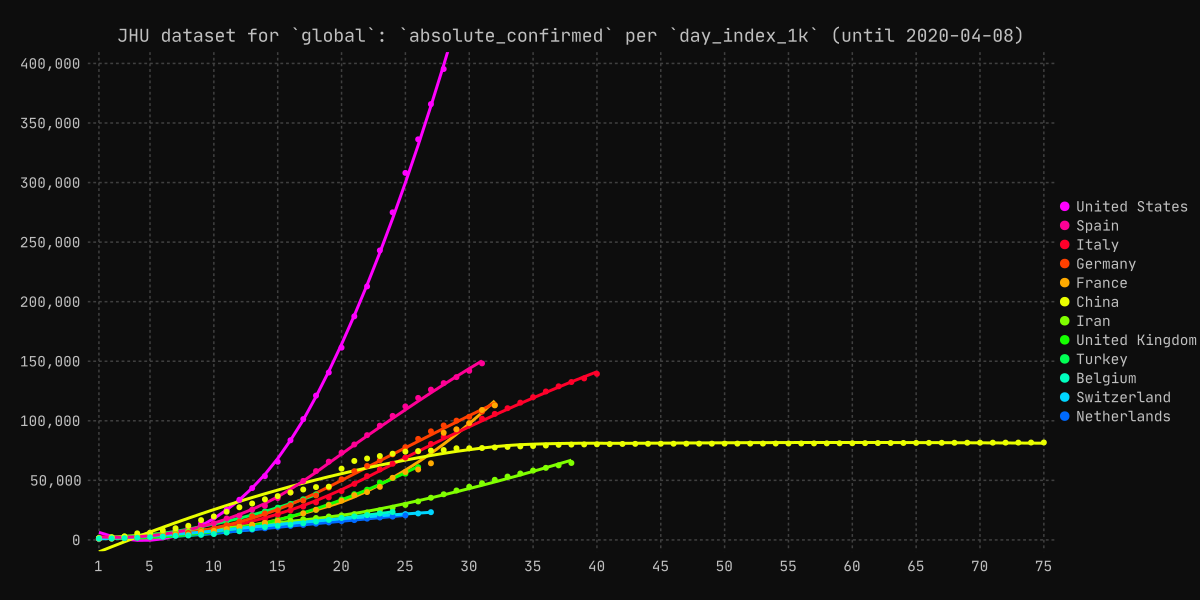 JHU dataset for `global`: `absolute_confirmed` per `day_index_1k` (until 2020-04-08)
400,000
350,000
300,000
250,000
200,000
150,000
100,000
50,000
0
1 5 10 15 20 25 30 35 40 45 50 55 60 65 70 75
United States
Spain
Italy
Germany
France
China
Iran
United Kingdom
Turkey
Belgium
Switzerland
Netherlands